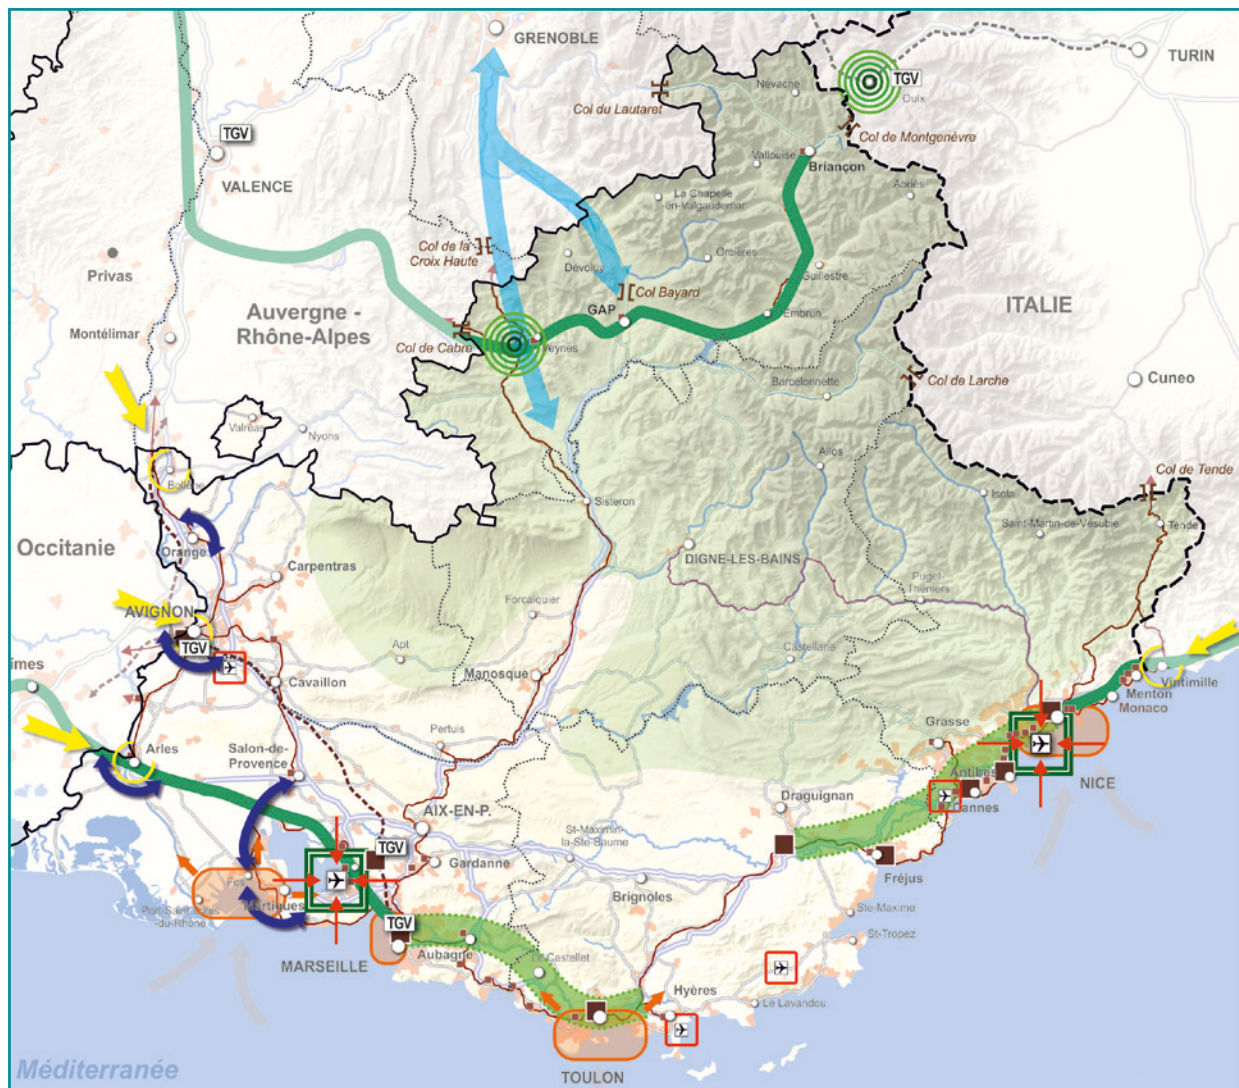 GRENOBLE
TURIN
TGV
Oulx
Névache
Col du Lautaret
Col de Montgenèvre
TGV
VALENCE
Vallouise
Briançon
La Chapelle
-en-Valgaudemar
Abriès
Privas
Col de la
Croix Haute
Dévoluy
Orcières
Guillestre
Auvergne -
Rhône-Alpes
Col Bayard
GAP
Embrun
ITALIE
Montélimar
Col de Cabre
Veynes
Barcelonnette
Col de Larche
Cuneo
Valréas
Nyons
Bollène
Allos
Col de Tende
Sisteron
Isola
Saint-Martin-de-Vésubie
Tende
Occitanie
Orange
Carpentras
DIGNE-LES-BAINS
Puget-
Théniers
AVIGNON
TGV
Forcalquier
Apt
Castellane
îmes
Cavaillon
Manosque
Vintimille
Menton
Monaco
Arles
Salon-de-
Provence
Pertuis
Grasse
Antibes
NICE
Cannes
AIX-EN-P.
Draguignan
St-Maximin-
la-Ste-Baume
TGV
Gardanne
Brignoles
Fréjus
Fos
Martigues
Port-Saint-Louis
-du-Rhône
Ste-Maxime
St-Tropez
TGV
MARSEILLE
Aubagne
Le Castellet
Hyères
Le Lavandou
TOULON
Méditerranée